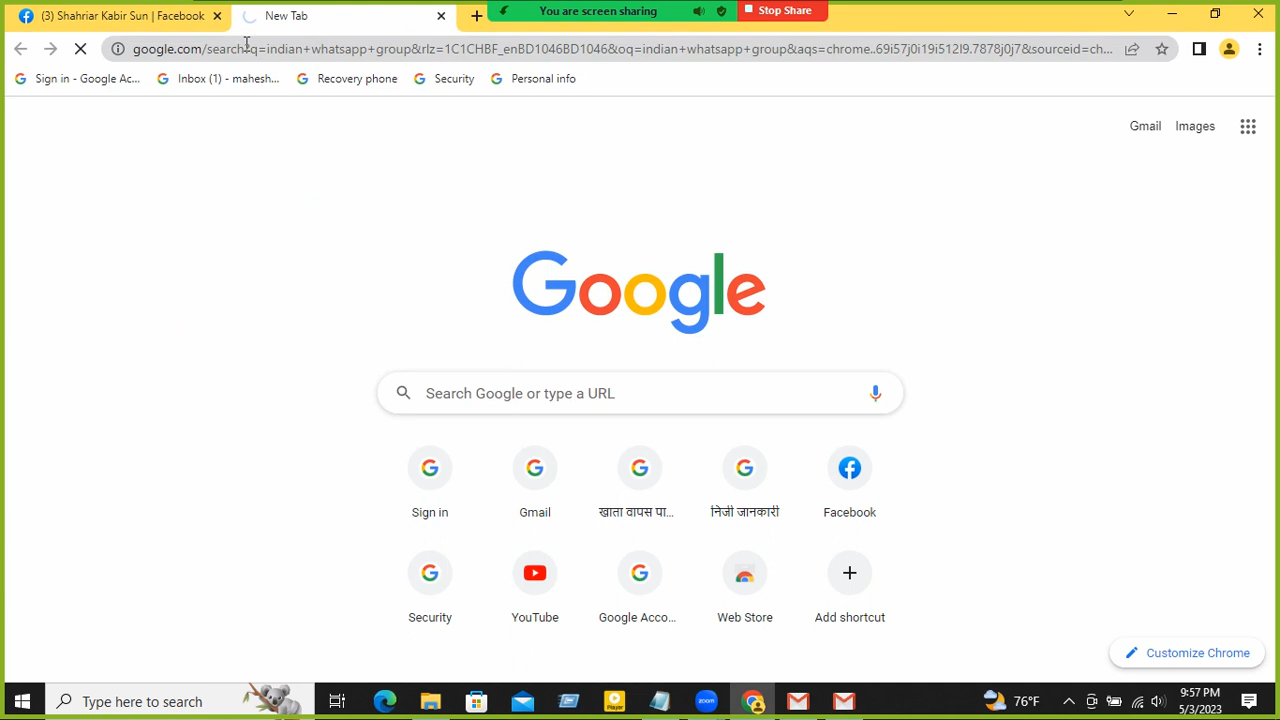 (3) Shahriar Kabir Sun | Facebook
New Tab
You are screen sharing
Stop Share
google.com/search?q=indian+whatsapp+group&rlz=1C1CHBF_enBD1046BD1046&oq=indian+whatsapp+group&aqs=chrome..69i57j0i19i512l9.7878j0j7&sourceid=ch...
Sign in - Google Ac...
Inbox (1) - mahesh...
Recovery phone
Security
Personal info
Gmail
Images
Google
Search Google or type a URL
Sign in
Gmail
खाता वापस पा...
निजी जानकारी
Facebook
Security
YouTube
Google Acco...
Web Store
Add shortcut
Customize Chrome
Type here to search
Player
zoom
76°F
9:57 PM
5/3/2023